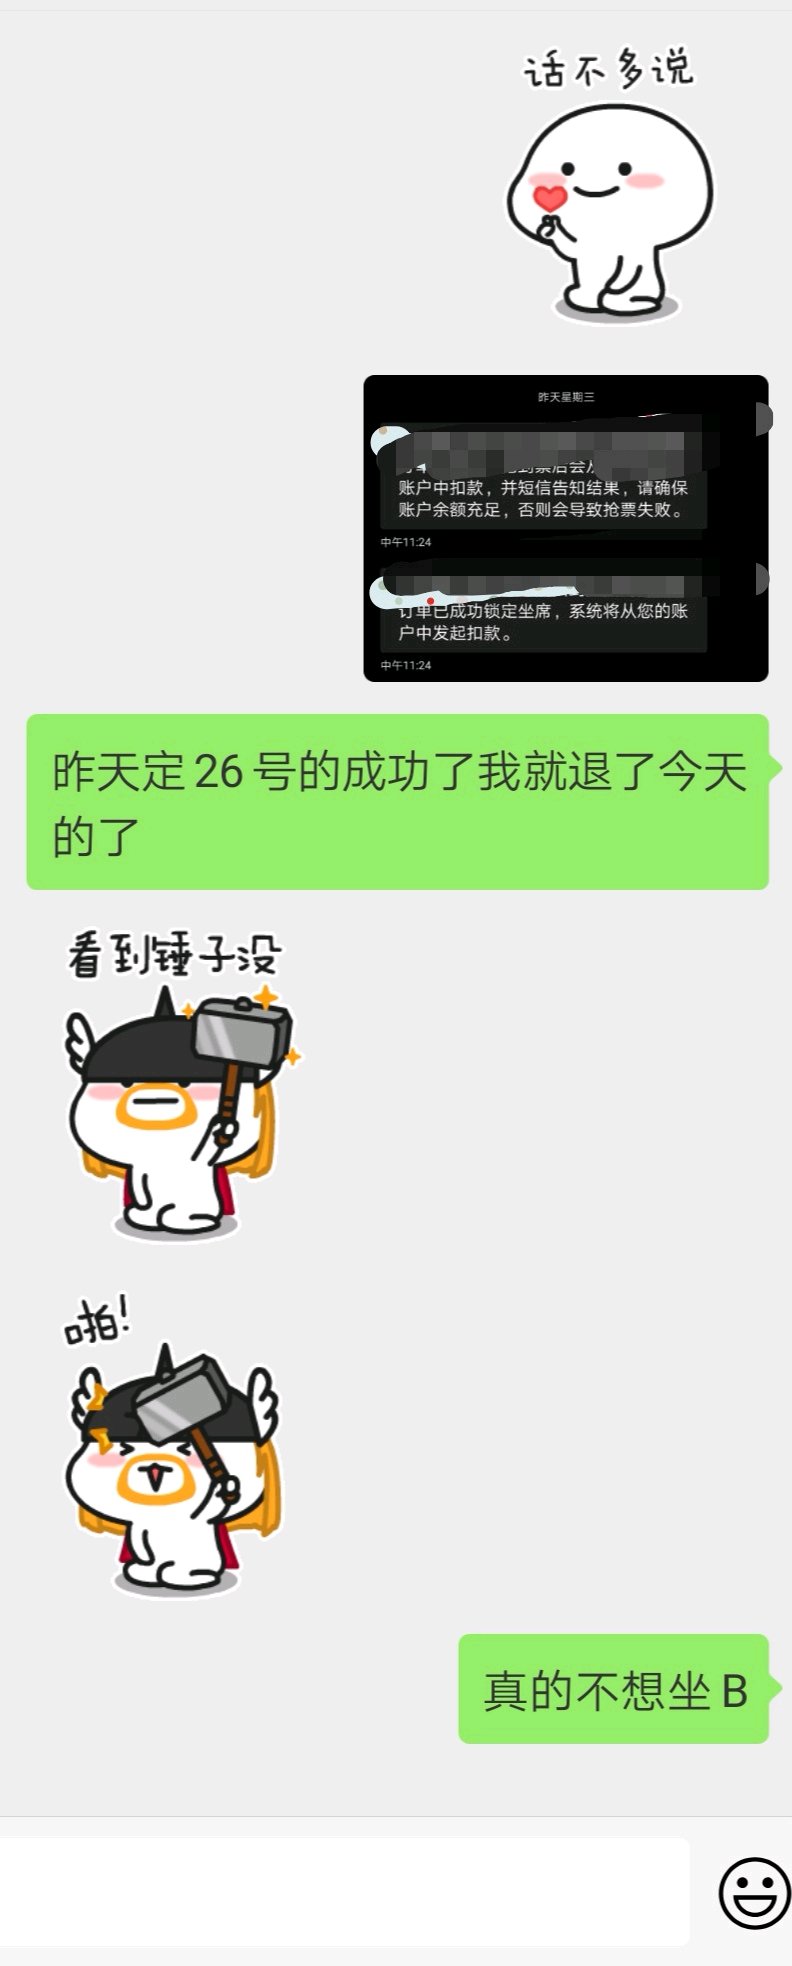 话不多说
昨天星期三
到票后会从
账户中扣款，并短信告知结果，请确保
账户余额充足，否则会导致抢票失败。
中午11:24
订单已成功锁定坐席，系统将从您的账
户中发起扣款。
中午11:24
昨天定26号的成功了我就退了今天
的了
看到锤子没
啪！
真的不想坐B